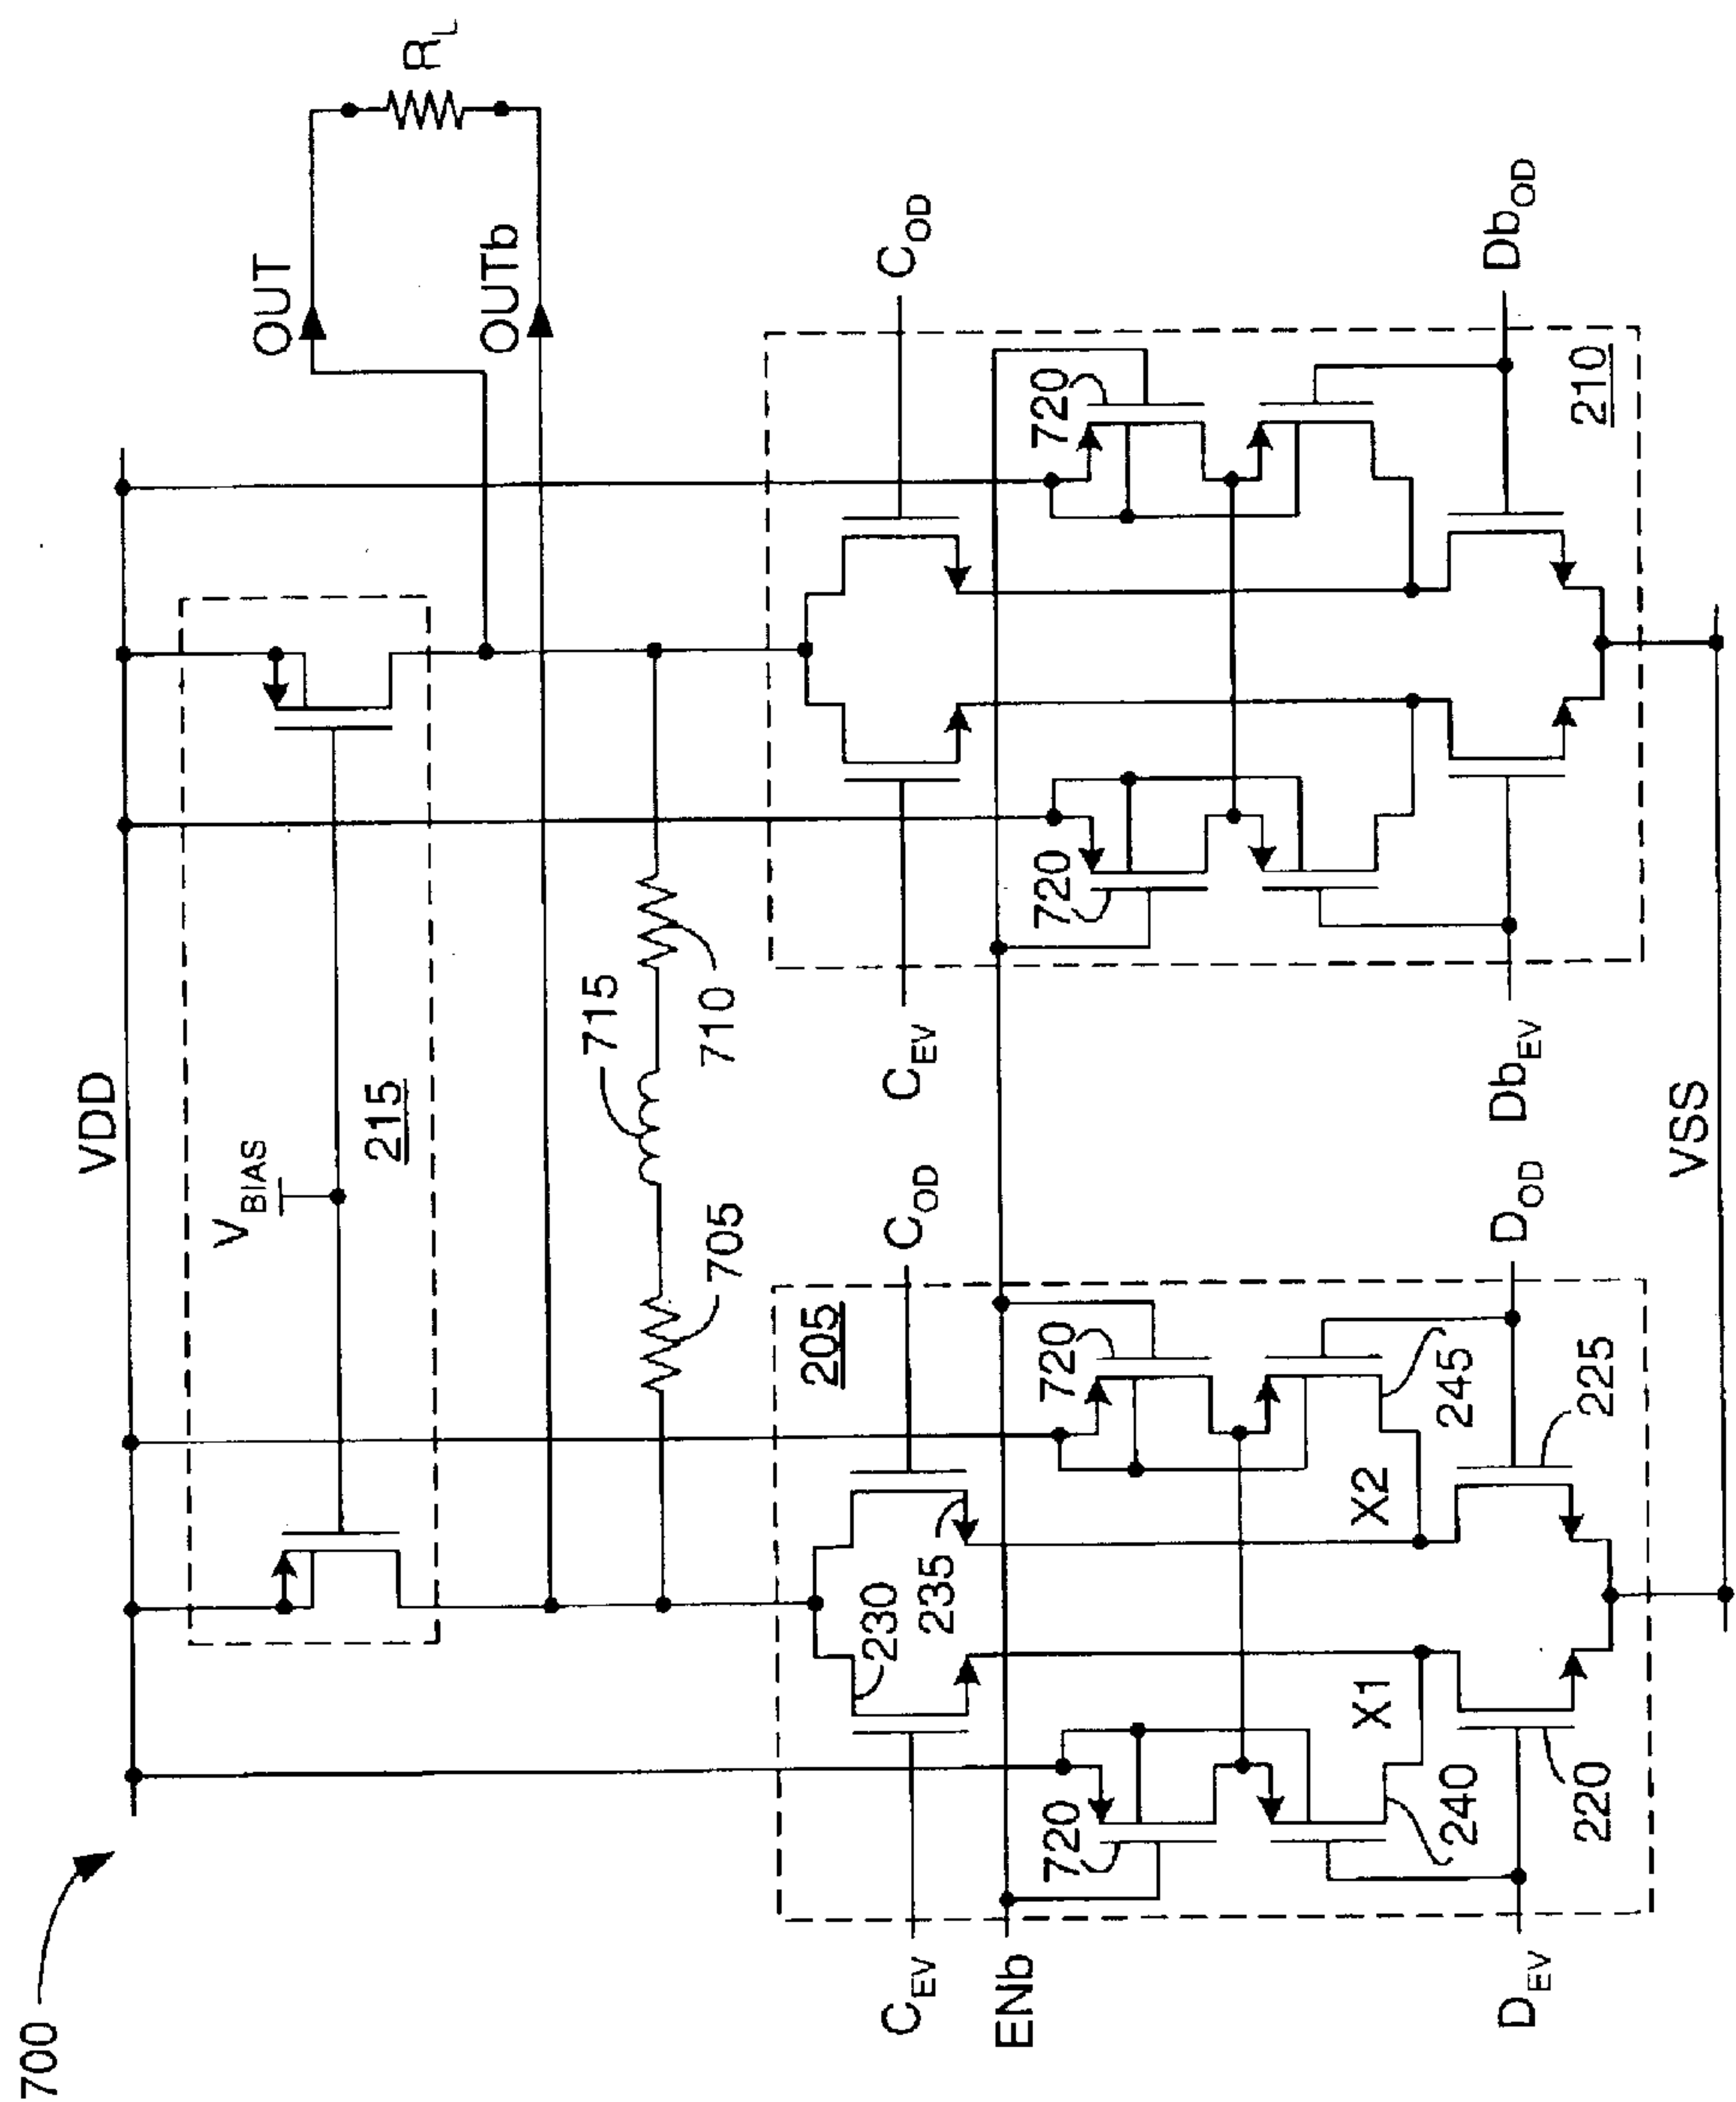 700
VDD
V_BIAS
215
OUT
R_L
OUTb
705
715
710
205
C_EV
230
235
C_OD
C_EV
C_OD
ENb
720
720
720
720
X1
X2
240
245
220
225
210
D_EV
D_OD
Db_EV
Db_OD
VSS